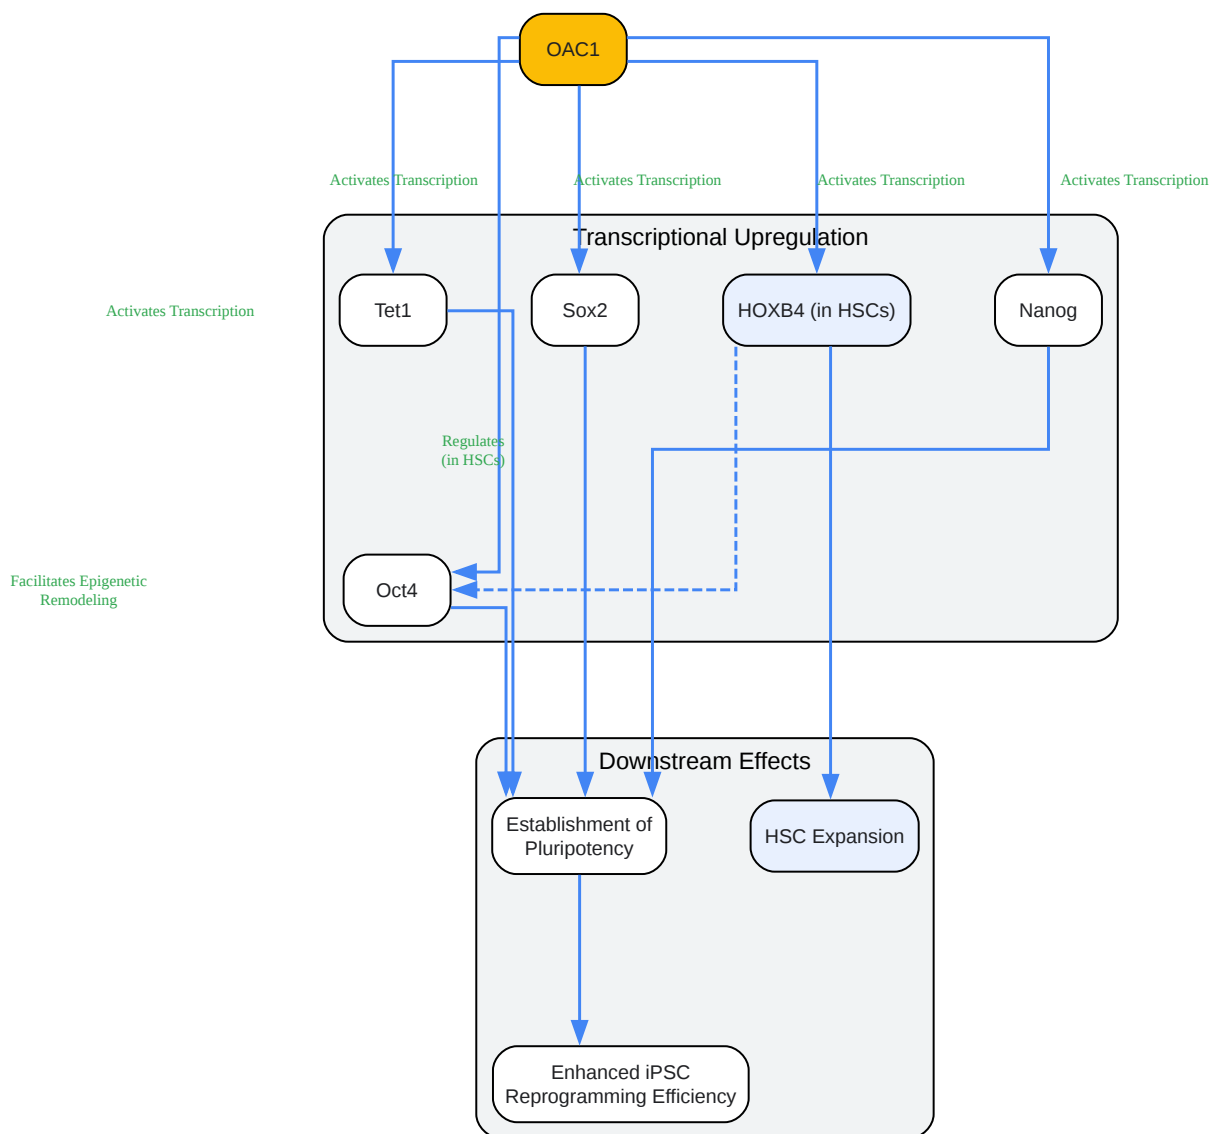 OAC1
Activates Transcription
Activates Transcription
Activates Transcription
Activates Transcription
Transcriptional Upregulation
Activates Transcription
Tet1
Sox2
HOXB4 (in HSCs)
Nanog
Regulates
(in HSCs)
Facilitates Epigenetic
Remodeling
Oct4
Downstream Effects
Establishment of
Pluripotency
HSC Expansion
Enhanced iPSC
Reprogramming Efficiency